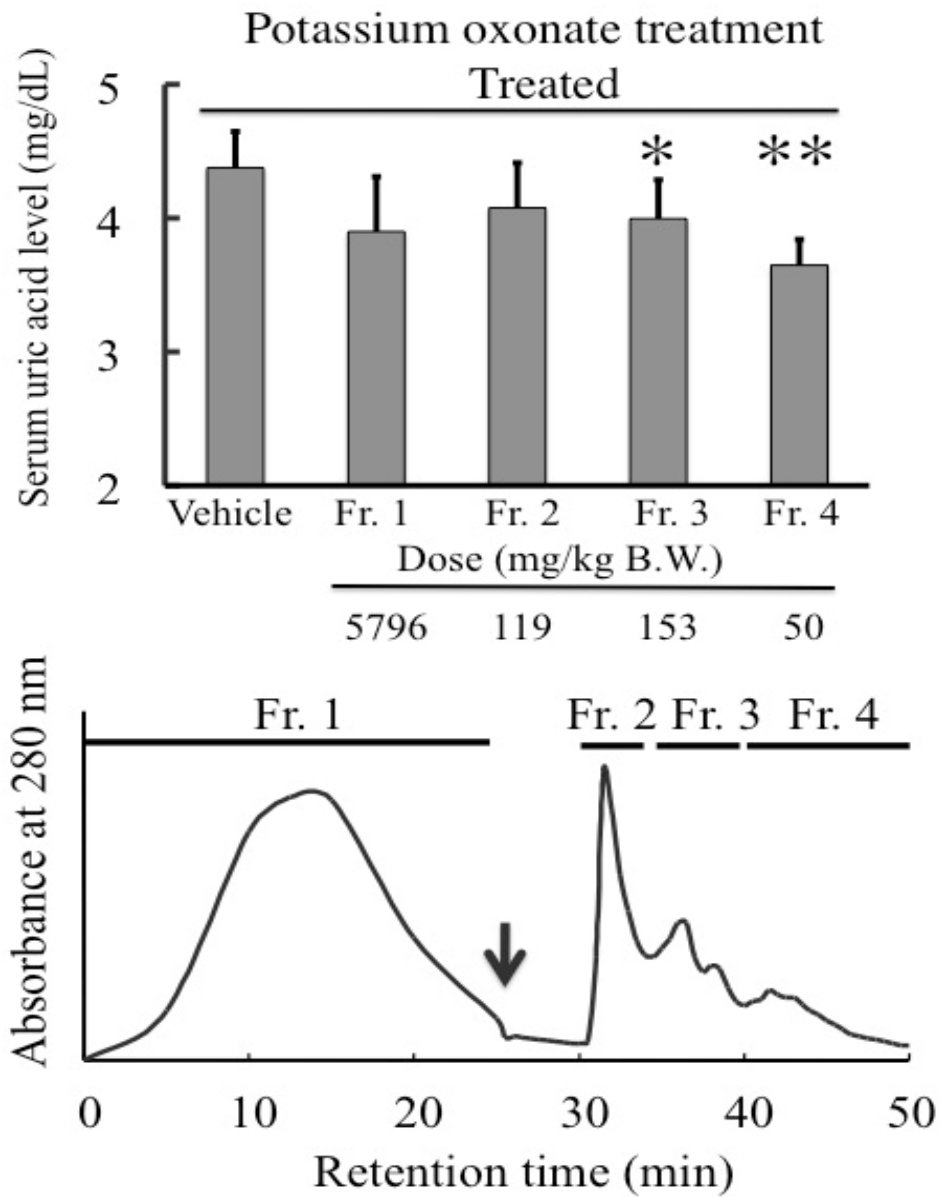 Potassium oxonate treatment
Treated
Serum uric acid level (mg/dL)
5
4
3
2
* **
Vehicle Fr. 1 Fr. 2 Fr. 3 Fr. 4
Dose (mg/kg B.W.)
5796 119 153 50
Absorbance at 280 nm
Fr. 1 Fr. 2 Fr. 3 Fr. 4
0 10 20 30 40 50
Retention time (min)